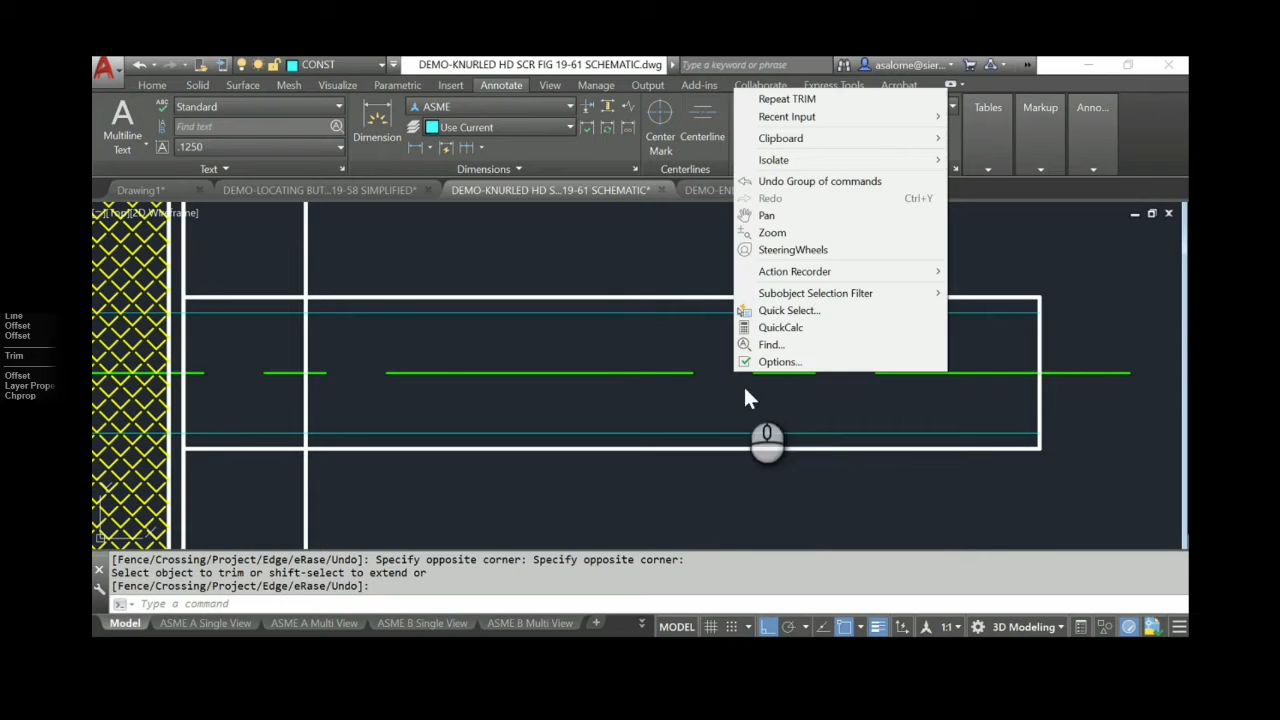 CONST
DEMO-KNURLED HD SCR FIG 19-61 SCHEMATIC.dwg
Type a keyword or phrase
asalome@sier...
Home
Solid
Surface
Mesh
Visualize
Parametric
Insert
Annotate
View
Manage
Output
Add-ins
Collaborate
Express Tools
Acrobat
Multiline
Text
Standard
Find text
.1250
Dimension
ASME
Use Current
Center
Mark
Centerline
Tables
Markup
Anno...
Text
Dimensions
Centerlines
Drawing1*
DEMO-LOCATING BUT...19-58 SIMPLIFIED*
DEMO-KNURLED HD S...19-61 SCHEMATIC*
[Top][2D Wireframe]
Repeat TRIM
Recent Input
Clipboard
Isolate
Undo Group of commands
Redo Ctrl+Y
Pan
Zoom
SteeringWheels
Action Recorder
Subobject Selection Filter
Quick Select...
QuickCalc
Find...
Options...
Line
Offset
Offset
Trim
Offset
Chprop
[Fence/Crossing/Project/Edge/eRase/Undo]: Specify opposite corner: Specify opposite corner:
Select object to trim or shift-select to extend or
[Fence/Crossing/Project/Edge/eRase/Undo]:
Type a command
Model
ASME A Single View
ASME A Multi View
ASME B Single View
ASME B Multi View
MODEL
1:1
3D Modeling